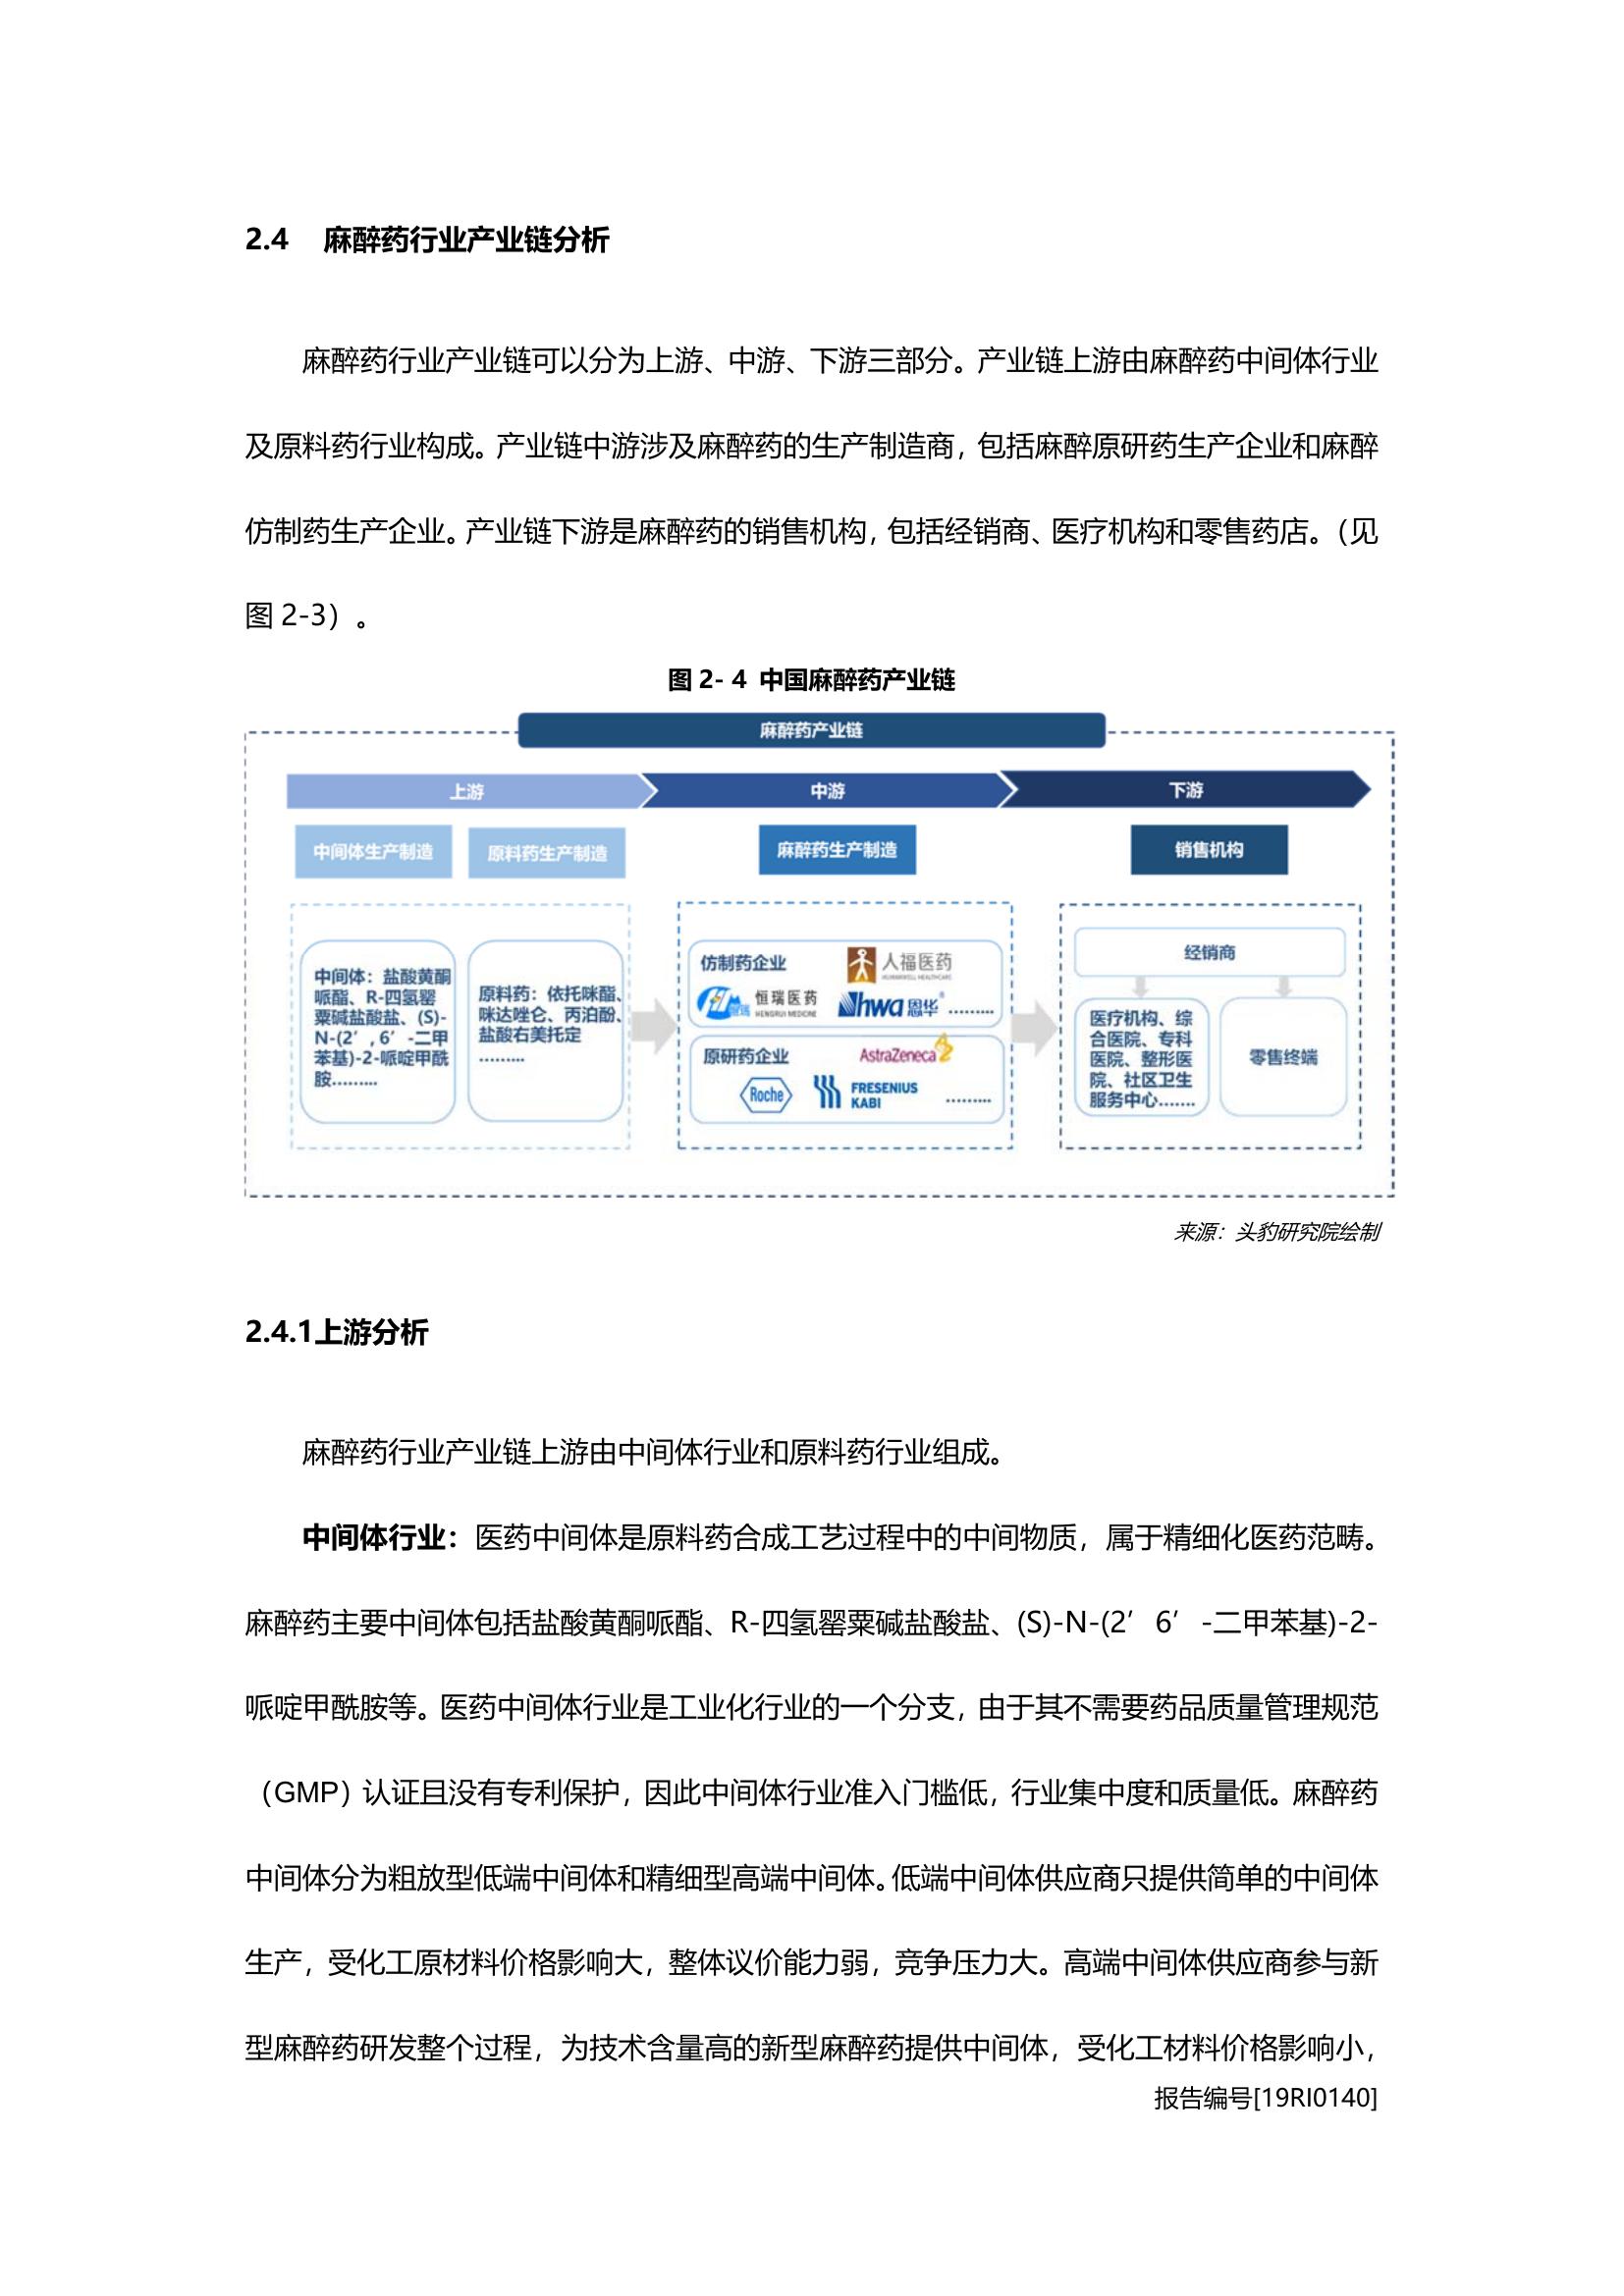 2.4 麻醉药行业产业链分析
麻醉药行业产业链可以分为上游、中游、下游三部分。产业链上游由麻醉药中间体行业
及原料药行业构成。产业链中游涉及麻醉药的生产制造商，包括麻醉原研药生产企业和麻醉
仿制药生产企业。产业链下游是麻醉药的销售机构，包括经销商、医疗机构和零售药店。（见
图 2-3）。
图 2- 4 中国麻醉药产业链
麻醉药产业链
上游
中游
下游
中间体生产制造
原料药生产制造
麻醉药生产制造
销售机构
中间体：盐酸黄酮
哌酯、R-四氢罂
粟碱盐酸盐、(S)-
N-(2′,6′-二甲
苯基)-2-哌啶甲酰
胺………
原料药：依托咪酯、
咪达唑仑、丙泊酚、
盐酸右美托定
………
仿制药企业
人福医药
HUMANWELL HEALTHCARE
恒瑞医药
HENGRUI MEDICINE
Nhwa 恩华®
………
原研药企业
AstraZeneca
Roche
FRESENIUS
KABI
………
经销商
医疗机构、综
合医院、专科
医院、整形医
院、社区卫生
服务中心…….
零售终端
来源：头豹研究院绘制
2.4.1上游分析
麻醉药行业产业链上游由中间体行业和原料药行业组成。
中间体行业：医药中间体是原料药合成工艺过程中的中间物质，属于精细化医药范畴。
麻醉药主要中间体包括盐酸黄酮哌酯、R-四氢罂粟碱盐酸盐、(S)-N-(2′6′-二甲苯基)-2-
哌啶甲酰胺等。医药中间体行业是工业化行业的一个分支，由于其不需要药品质量管理规范
（GMP）认证且没有专利保护，因此中间体行业准入门槛低，行业集中度和质量低。麻醉药
中间体分为粗放型低端中间体和精细型高端中间体。低端中间体供应商只提供简单的中间体
生产，受化工原材料价格影响大，整体议价能力弱，竞争压力大。高端中间体供应商参与新
型麻醉药研发整个过程，为技术含量高的新型麻醉药提供中间体，受化工材料价格影响小，
报告编号[19RI0140]